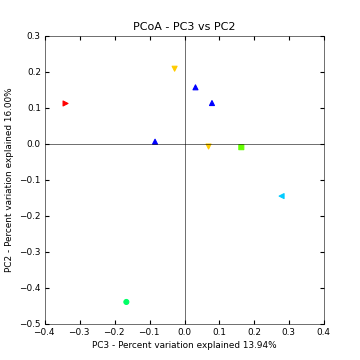 PCoA - PC3 vs PC2
0.3
0.2
0.1
0.0
−0.1
−0.2
−0.3
−0.4
−0.5
PC2 - Percent variation explained 16.00%
−0.4 −0.3 −0.2 −0.1 0.0 0.1 0.2 0.3 0.4
PC3 - Percent variation explained 13.94%